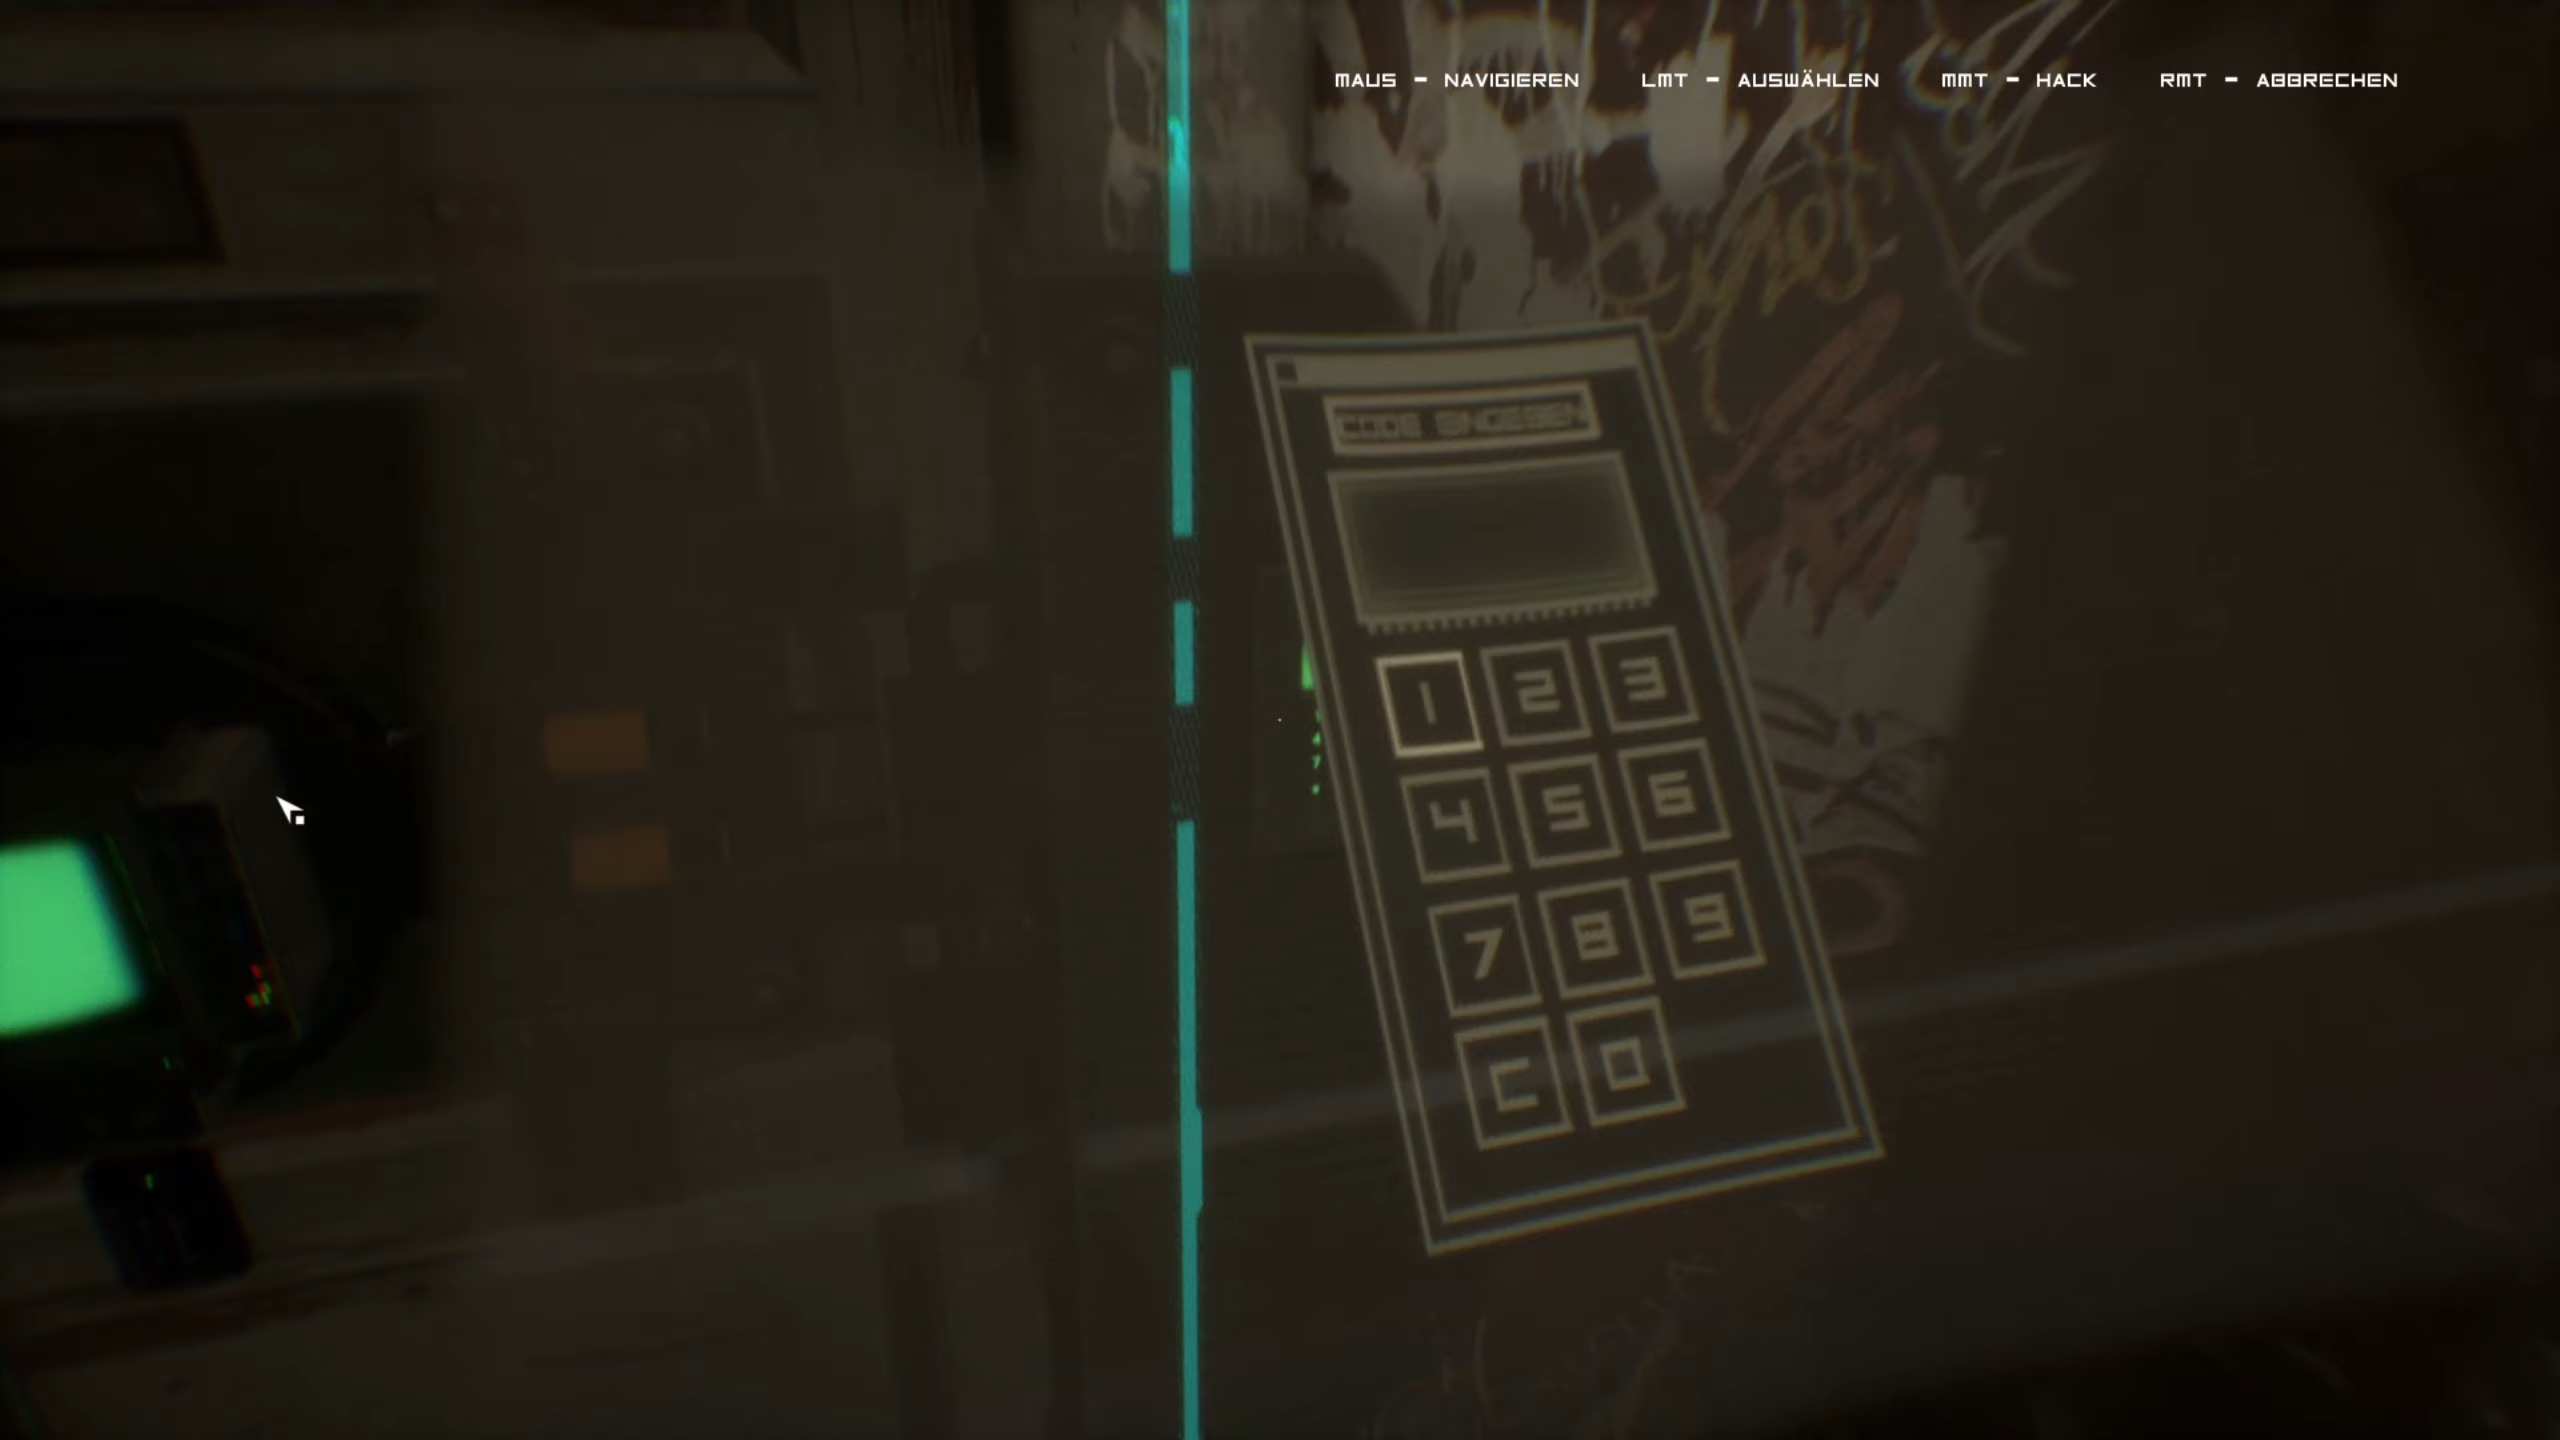 MAUS - NAVIGIEREN LMT - AUSWÄHLEN MMT - HACK RMT - ABBRECHEN
CODE EINGEBEN
1 2 3
4 5 6
7 8 9
C 0